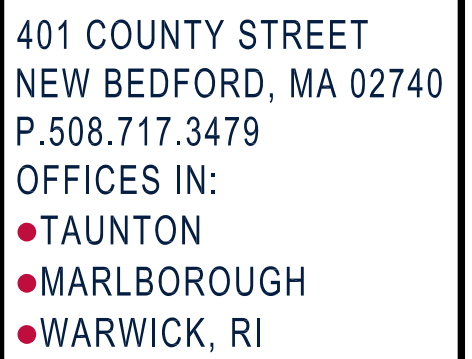 401 COUNTY STREET
NEW BEDFORD, MA 02740
P.508.717.3479
OFFICES IN:
●TAUNTON
●MARLBOROUGH
●WARWICK, RI